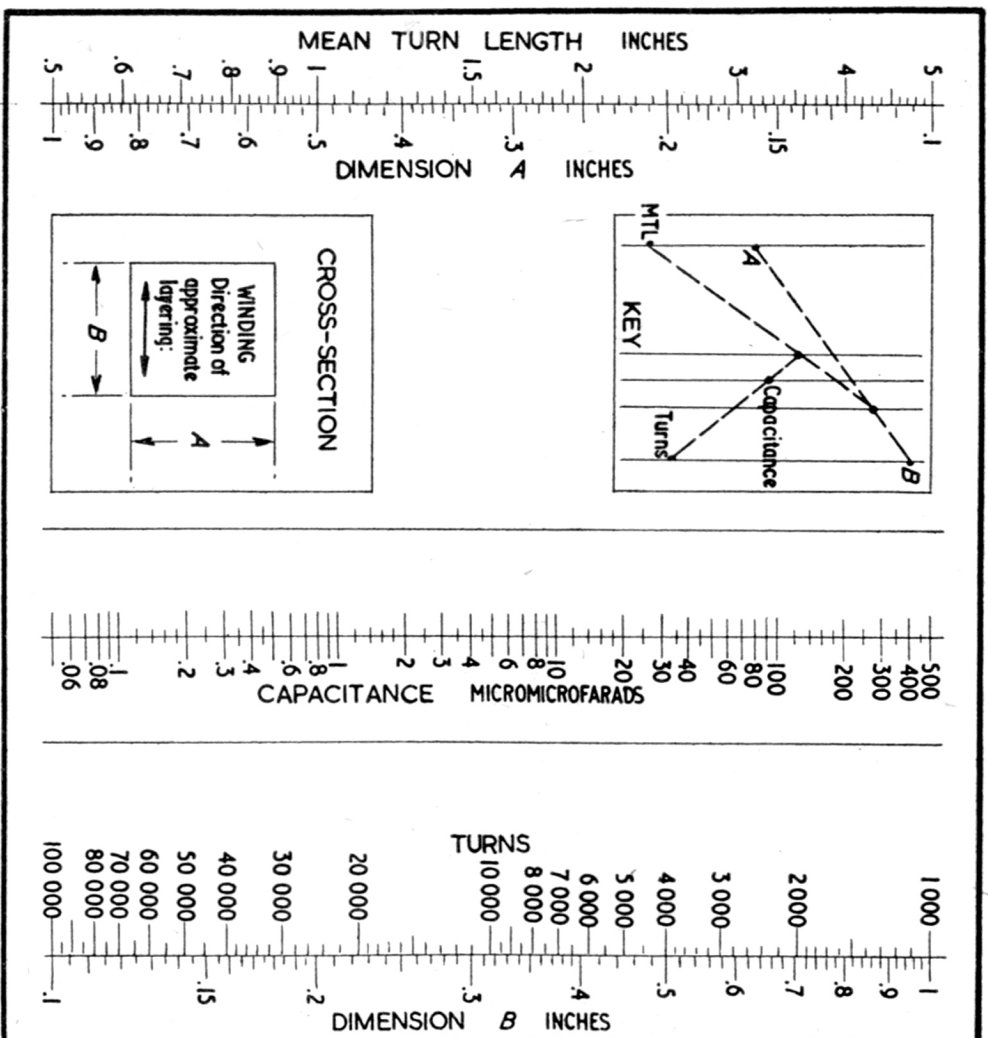 MEAN TURN LENGTH INCHES
.5 .6 .7 .8 .9 1 1.5 2 3 4 5
1 .9 .8 .7 .6 .5 .4 .3 .2 .15 .1
DIMENSION A INCHES
CROSS-SECTION
WINDING
Direction of
approximate
layering:
B
A
MTL
A
KEY
Capacitance
Turns
B
.06 .08 .1 .2 .3 .4 .6 .8 1 2 3 4 6 8 10 20 30 40 60 80 100 200 300 400 500
CAPACITANCE MICROMICROFARADS
TURNS
100 000 80 000 70 000 60 000 50 000 40 000 30 000 20 000 10 000 8 000 7 000 6 000 5 000 4 000 3 000 2 000 1 000
.1 .15 .2 .3 .4 .5 .6 .7 .8 .9 1
DIMENSION B INCHES